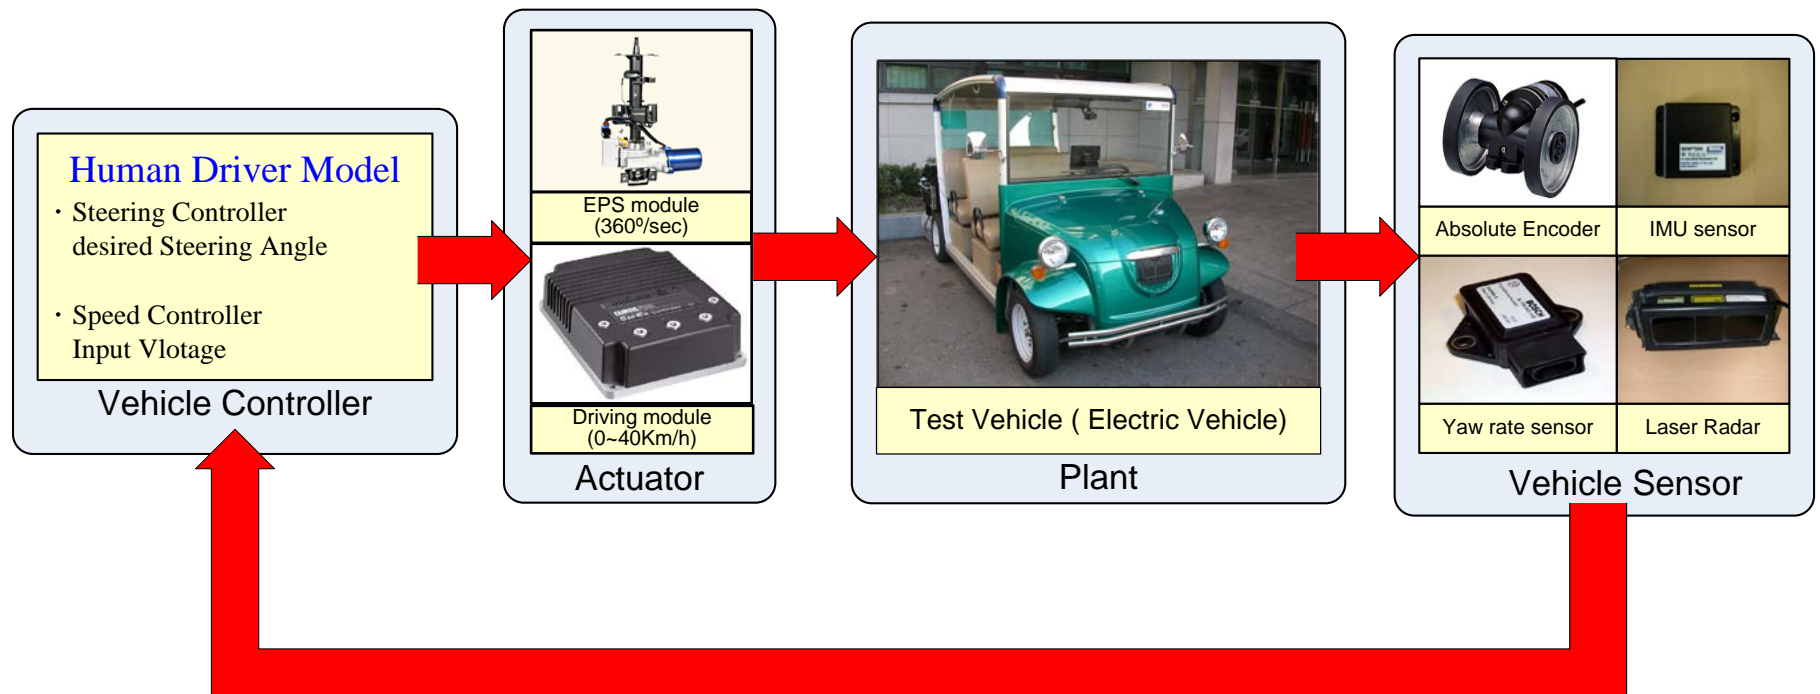 Human Driver Model
· Steering Controller
desired Steering Angle
· Speed Controller
Input Vlotage
Vehicle Controller
EPS module
(360º/sec)
CURTIS
Driving module
(0~40Km/h)
Actuator
Test Vehicle ( Electric Vehicle)
Plant
Absolute Encoder
IMU sensor
BOSCH
Yaw rate sensor
Laser Radar
Vehicle Sensor